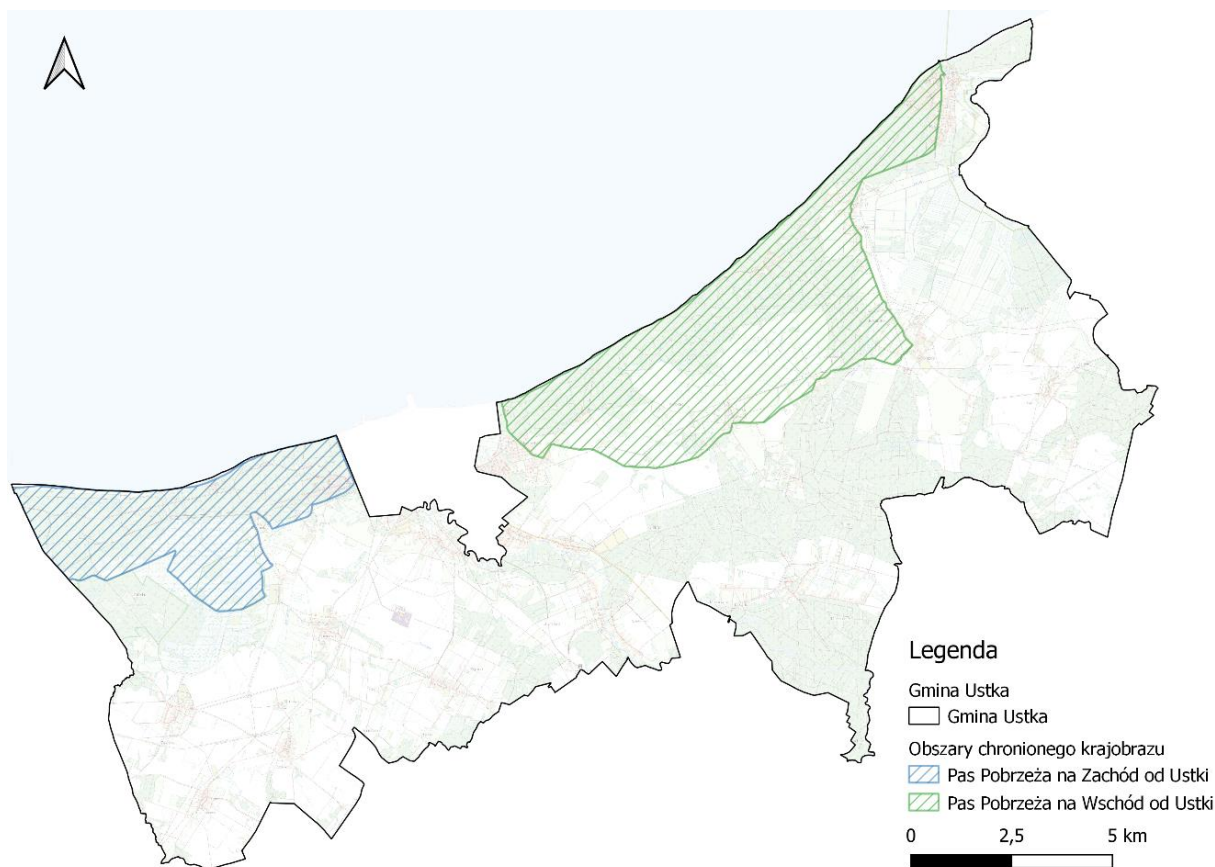 Legenda
Gmina Ustka
Gmina Ustka
Obszary chronionego krajobrazu
Pas Pobrzeża na Zachód od Ustki
Pas Pobrzeża na Wschód od Ustki
0 2,5 5 km